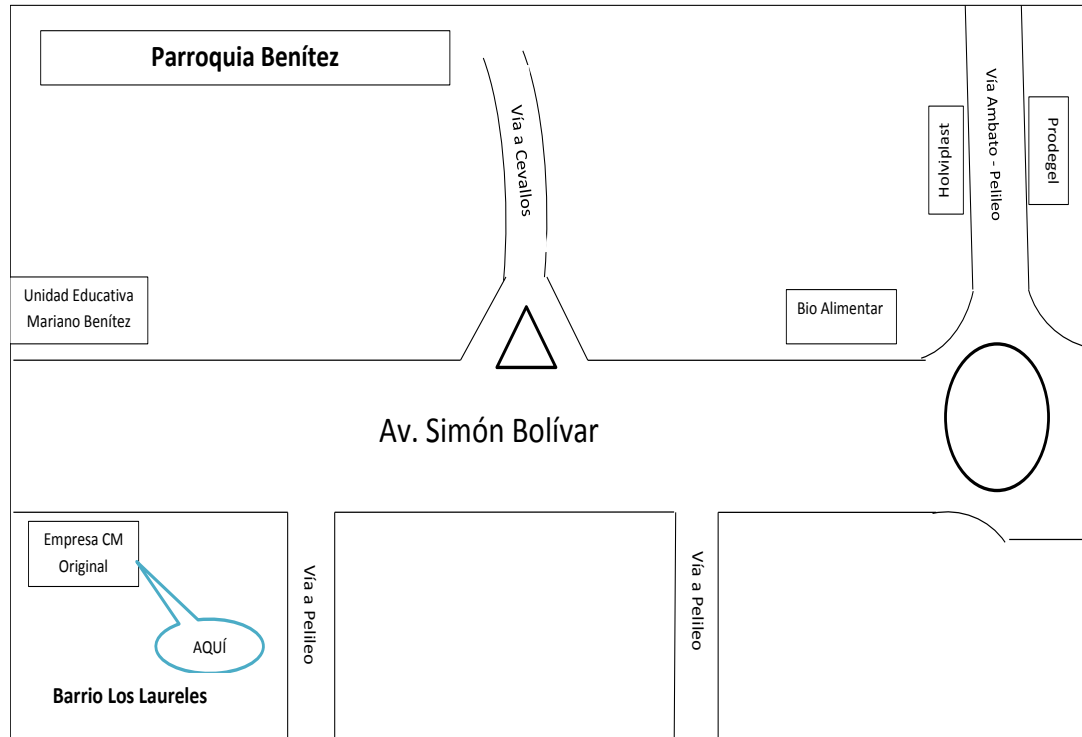 Parroquia Benítez
Vía a Cevallos
Vía Ambato - Pelileo
Holviplast
Prodegel
Unidad Educativa
Mariano Benítez
Bio Alimentar
Av. Simón Bolívar
Empresa CM
Original
Vía a Pelileo
Vía a Pelileo
AQUÍ
Barrio Los Laureles